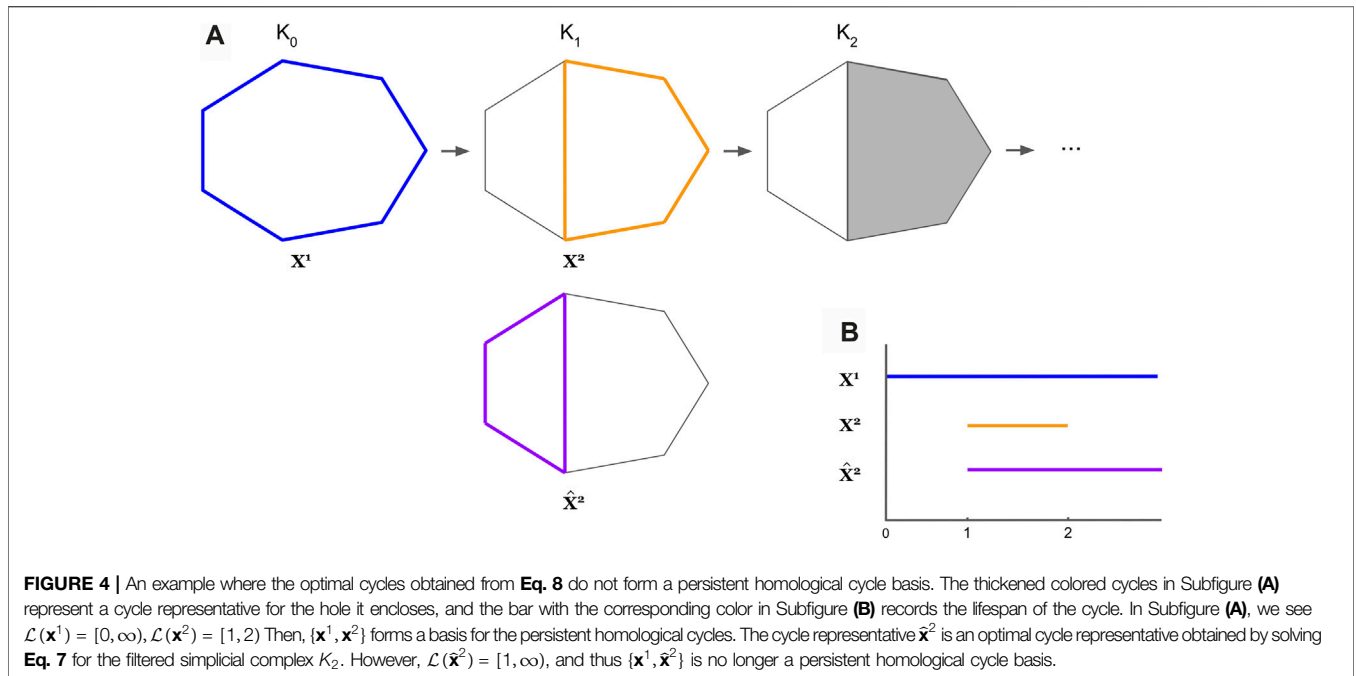 A
K0
K1
K2
...
X¹
X²
X̂²
B
X¹
X²
X̂²
0
1
2
FIGURE 4 | An example where the optimal cycles obtained from Eq. 8 do not form a persistent homological cycle basis. The thickened colored cycles in Subfigure (A)
represent a cycle representative for the hole it encloses, and the bar with the corresponding color in Subfigure (B) records the lifespan of the cycle. In Subfigure (A), we see
ℒ(x¹) = [0, ∞), ℒ(x²) = [1, 2) Then, {x¹, x²} forms a basis for the persistent homological cycles. The cycle representative x̂² is an optimal cycle representative obtained by solving
Eq. 7 for the filtered simplicial complex K₂. However, ℒ(x̂²) = [1, ∞), and thus {x¹, x̂²} is no longer a persistent homological cycle basis.